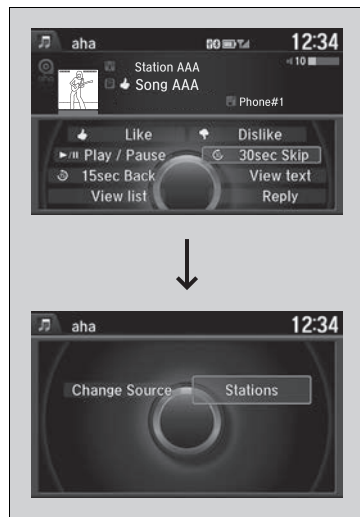 aha 12:34
10
Station AAA
Song AAA
Phone#1
Like Dislike
Play / Pause 30sec Skip
15sec Back View text
View list Reply
aha 12:34
Change Source Stations